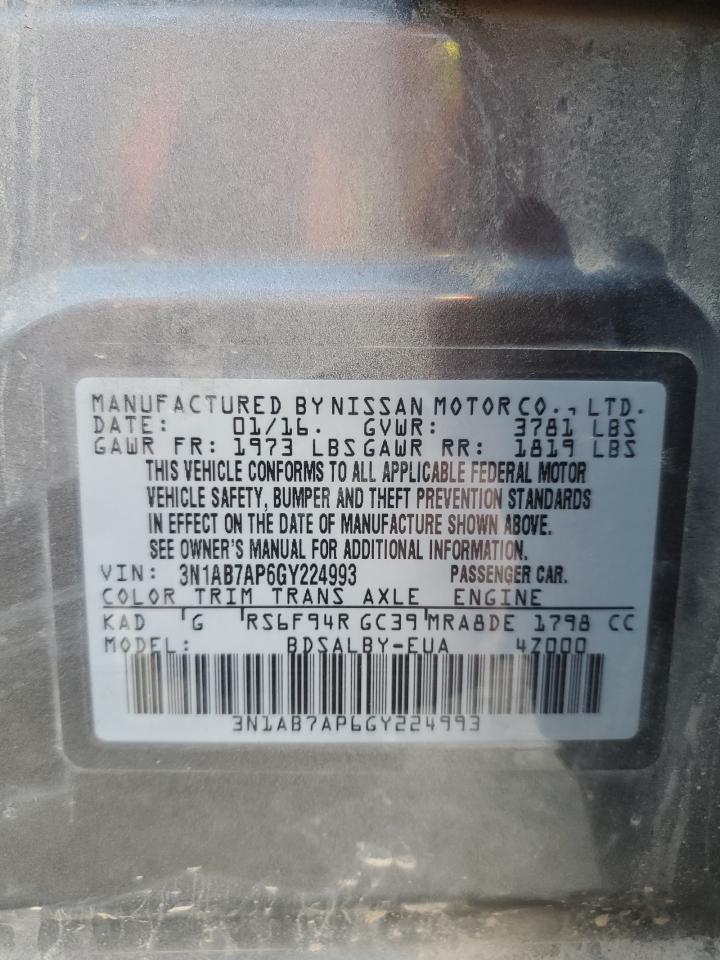 MANUFACTURED BY NISSAN MOTOR CO., LTD.
DATE: 01/16. GVWR: 3781 LBS
GAWR FR: 1973 LBS GAWR RR: 1819 LBS
THIS VEHICLE CONFORMS TO ALL APPLICABLE FEDERAL MOTOR
VEHICLE SAFETY, BUMPER AND THEFT PREVENTION STANDARDS
IN EFFECT ON THE DATE OF MANUFACTURE SHOWN ABOVE.
SEE OWNER'S MANUAL FOR ADDITIONAL INFORMATION.
VIN: 3N1AB7AP6GY224993 PASSENGER CAR.
COLOR TRIM TRANS AXLE ENGINE
KAD G RS6F94R GC39 MRA8DE 1798 CC
MODEL: BDSALBY-EUA 4Z000
3N1AB7AP6GY224993